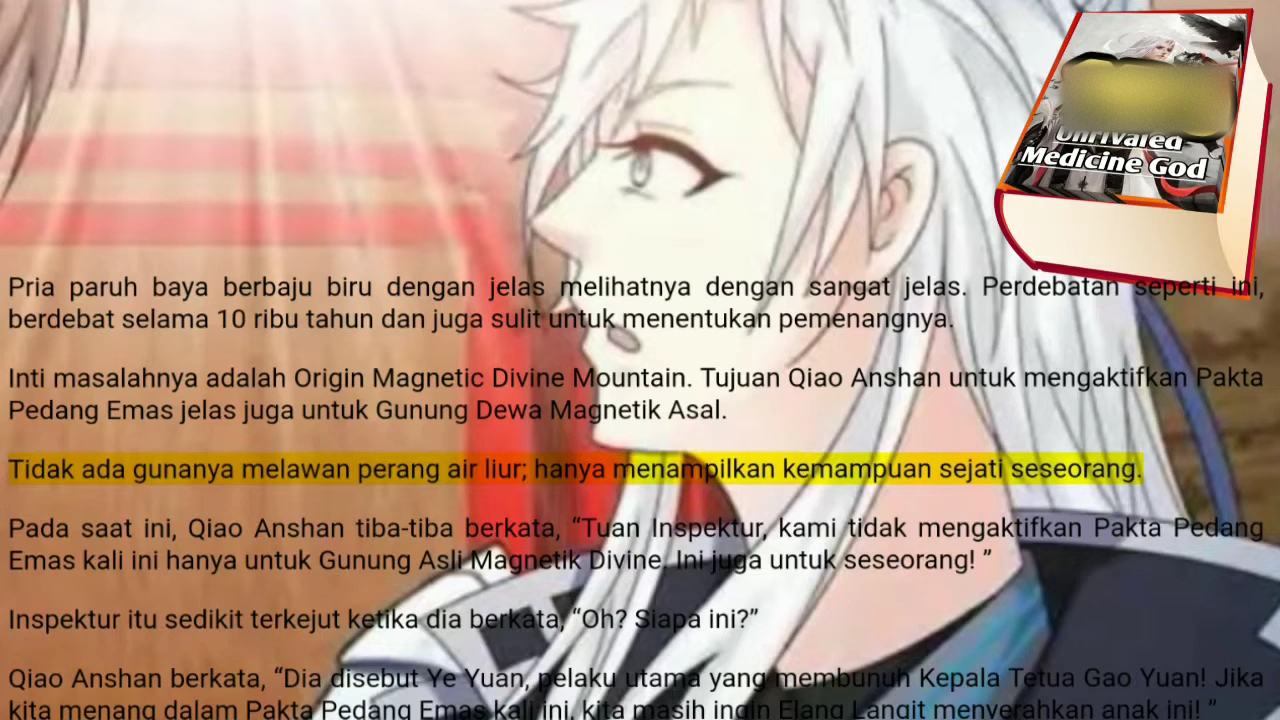 Unrivaled
Medicine God
Pria paruh baya berbaju biru dengan jelas melihatnya dengan sangat jelas. Perdebatan seperti ini,
berdebat selama 10 ribu tahun dan juga sulit untuk menentukan pemenangnya.
Inti masalahnya adalah Origin Magnetic Divine Mountain. Tujuan Qiao Anshan untuk mengaktifkan Pakta
Pedang Emas jelas juga untuk Gunung Dewa Magnetik Asal.
Tidak ada gunanya melawan perang air liur; hanya menampilkan kemampuan sejati seseorang.
Pada saat ini, Qiao Anshan tiba-tiba berkata, “Tuan Inspektur, kami tidak mengaktifkan Pakta Pedang
Emas kali ini hanya untuk Gunung Asli Magnetik Divine. Ini juga untuk seseorang! ”
Inspektur itu sedikit terkejut ketika dia berkata, “Oh? Siapa ini?”
Qiao Anshan berkata, “Dia disebut Ye Yuan, pelaku utama yang membunuh Kepala Tetua Gao Yuan! Jika
kita menang dalam Pakta Pedang Emas kali ini, kita masih ingin Elang Langit menyerahkan anak ini! ”